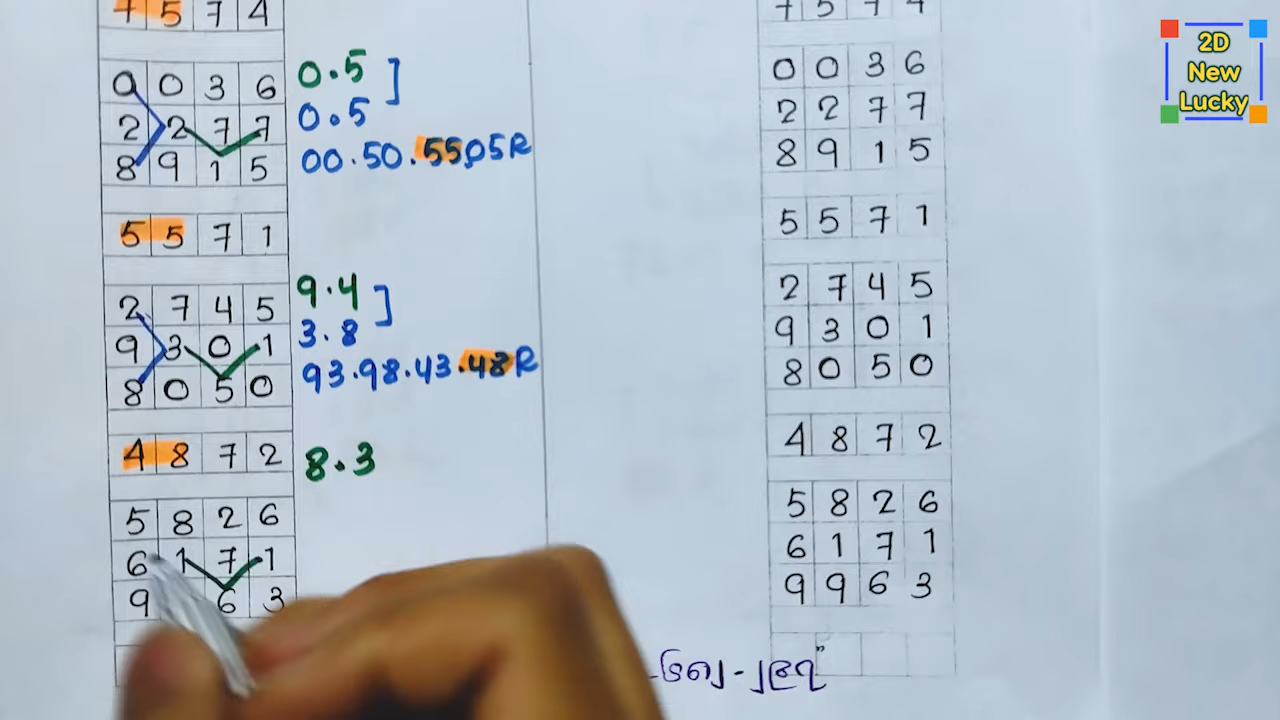 7 5 7 4
0 0 3 6 0.5 ]
2 2 7 7 0.5
8 9 1 5 00.50.55.05R
5 5 7 1
2 7 4 5 9.4 ]
9 3 0 1 3.8
8 0 5 0 93.98.43.48R
4 8 7 2 8.3
5 8 2 6
6 1 7 1
9 6 3
7 5 7 4
0 0 3 6
2 2 7 7
8 9 1 5
5 5 7 1
2 7 4 5
9 3 0 1
8 0 5 0
4 8 7 2
5 8 2 6
6 1 7 1
9 9 6 3
2D
New
Lucky